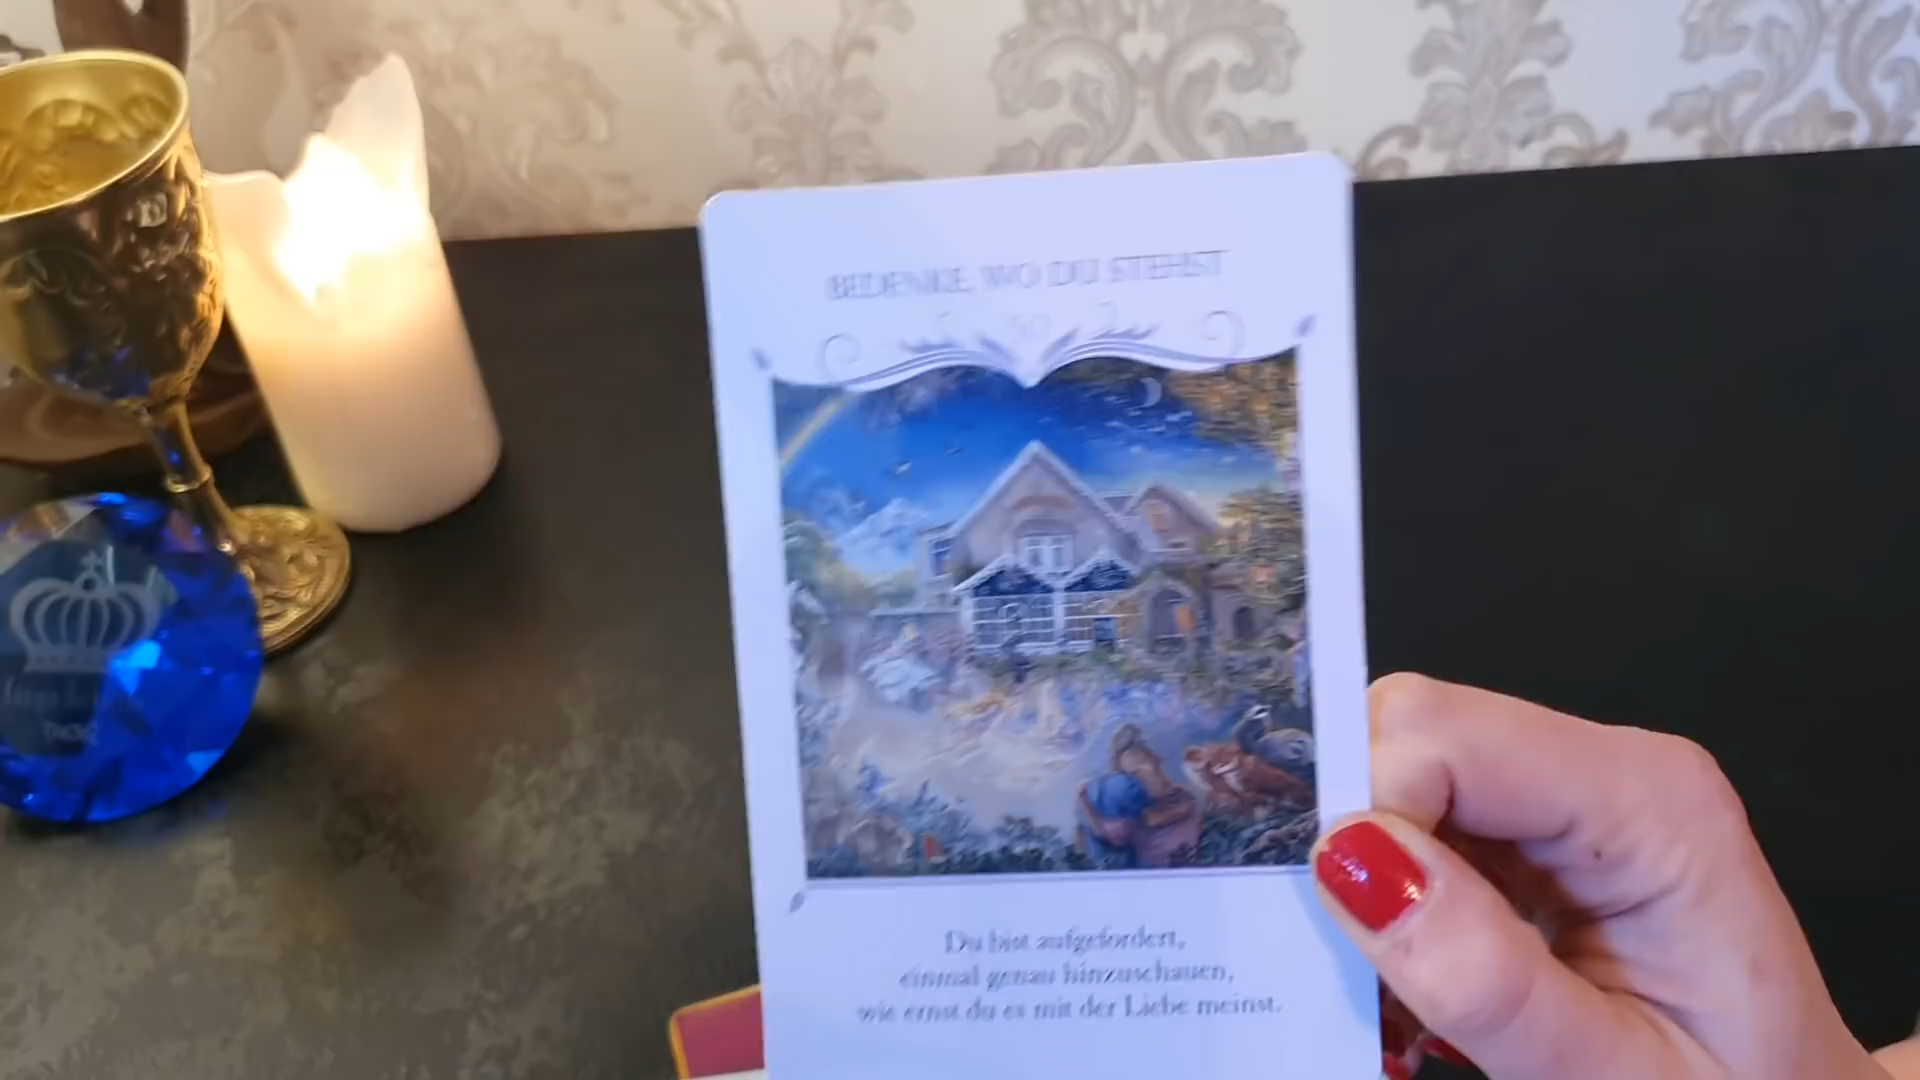 BEDENKE, WO DU STEHST
Du bist aufgefordert,
einmal genau hinzuschauen,
wie ernst du es mit der Liebe meinst.